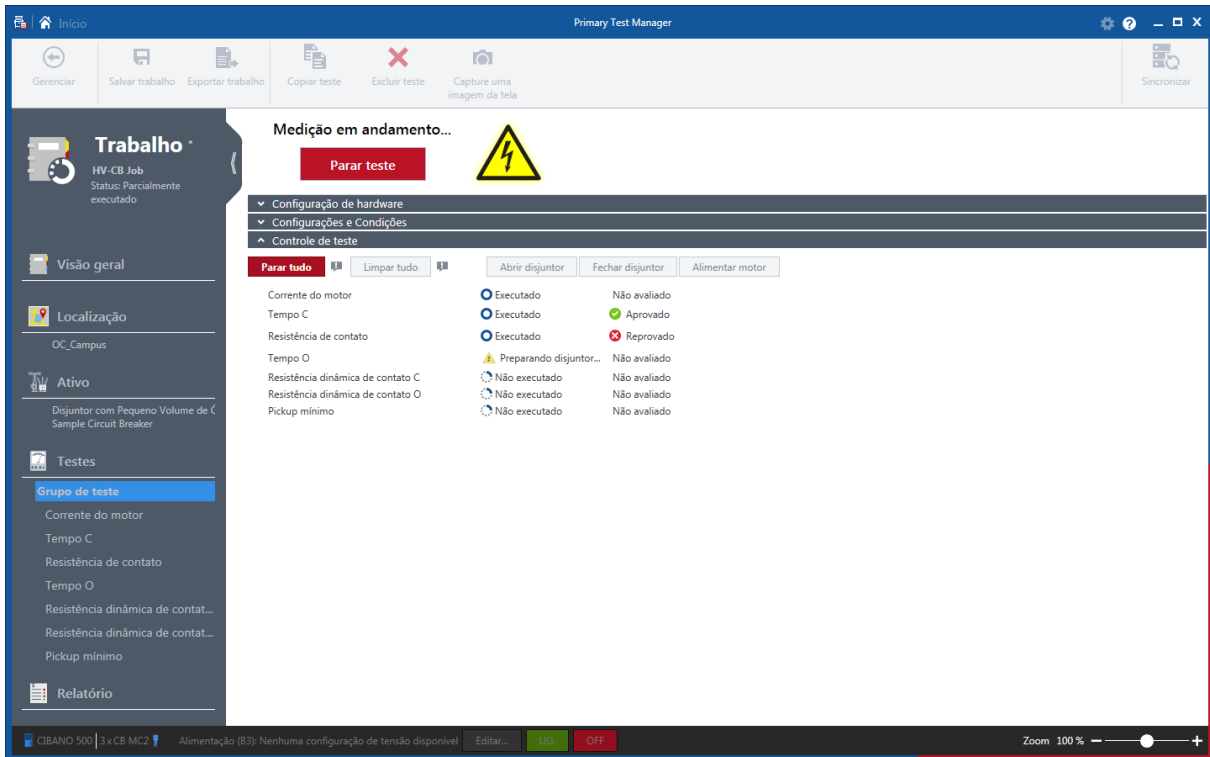 Início
Primary Test Manager
Gerenciar
Salvar trabalho
Exportar trabalho
Copiar teste
Excluir teste
Capture uma
imagem da tela
Sincronizar
Trabalho *
HV-CB Job
Status: Parcialmente
executado
Visão geral
Localização
OC_Campus
Ativo
Disjuntor com Pequeno Volume de Ó
Sample Circuit Breaker
Testes
Grupo de teste
Corrente do motor
Tempo C
Resistência de contato
Tempo O
Resistência dinâmica de contat...
Resistência dinâmica de contat...
Pickup mínimo
Relatório
Medição em andamento...
Parar teste
Configuração de hardware
Configurações e Condições
Controle de teste
Parar tudo
Limpar tudo
Abrir disjuntor
Fechar disjuntor
Alimentar motor
Corrente do motor Executado Não avaliado
Tempo C Executado Aprovado
Resistência de contato Executado Reprovado
Tempo O Preparando disjuntor... Não avaliado
Resistência dinâmica de contato C Não executado Não avaliado
Resistência dinâmica de contato O Não executado Não avaliado
Pickup mínimo Não executado Não avaliado
CIBANO 500 3 x CB MC2 Alimentação (B3): Nenhuma configuração de tensão disponível Editar... LIG. OFF Zoom 100 %